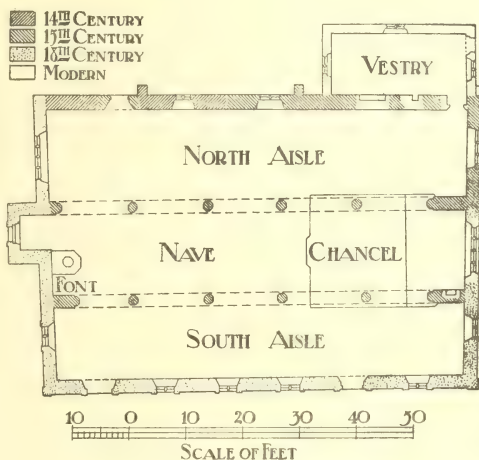 14TH CENTURY
15TH CENTURY
18TH CENTURY
MODERN
VESTRY
NORTH AISLE
NAVE
CHANCEL
FONT
SOUTH AISLE
10 0 10 20 30 40 50
SCALE OF FEET